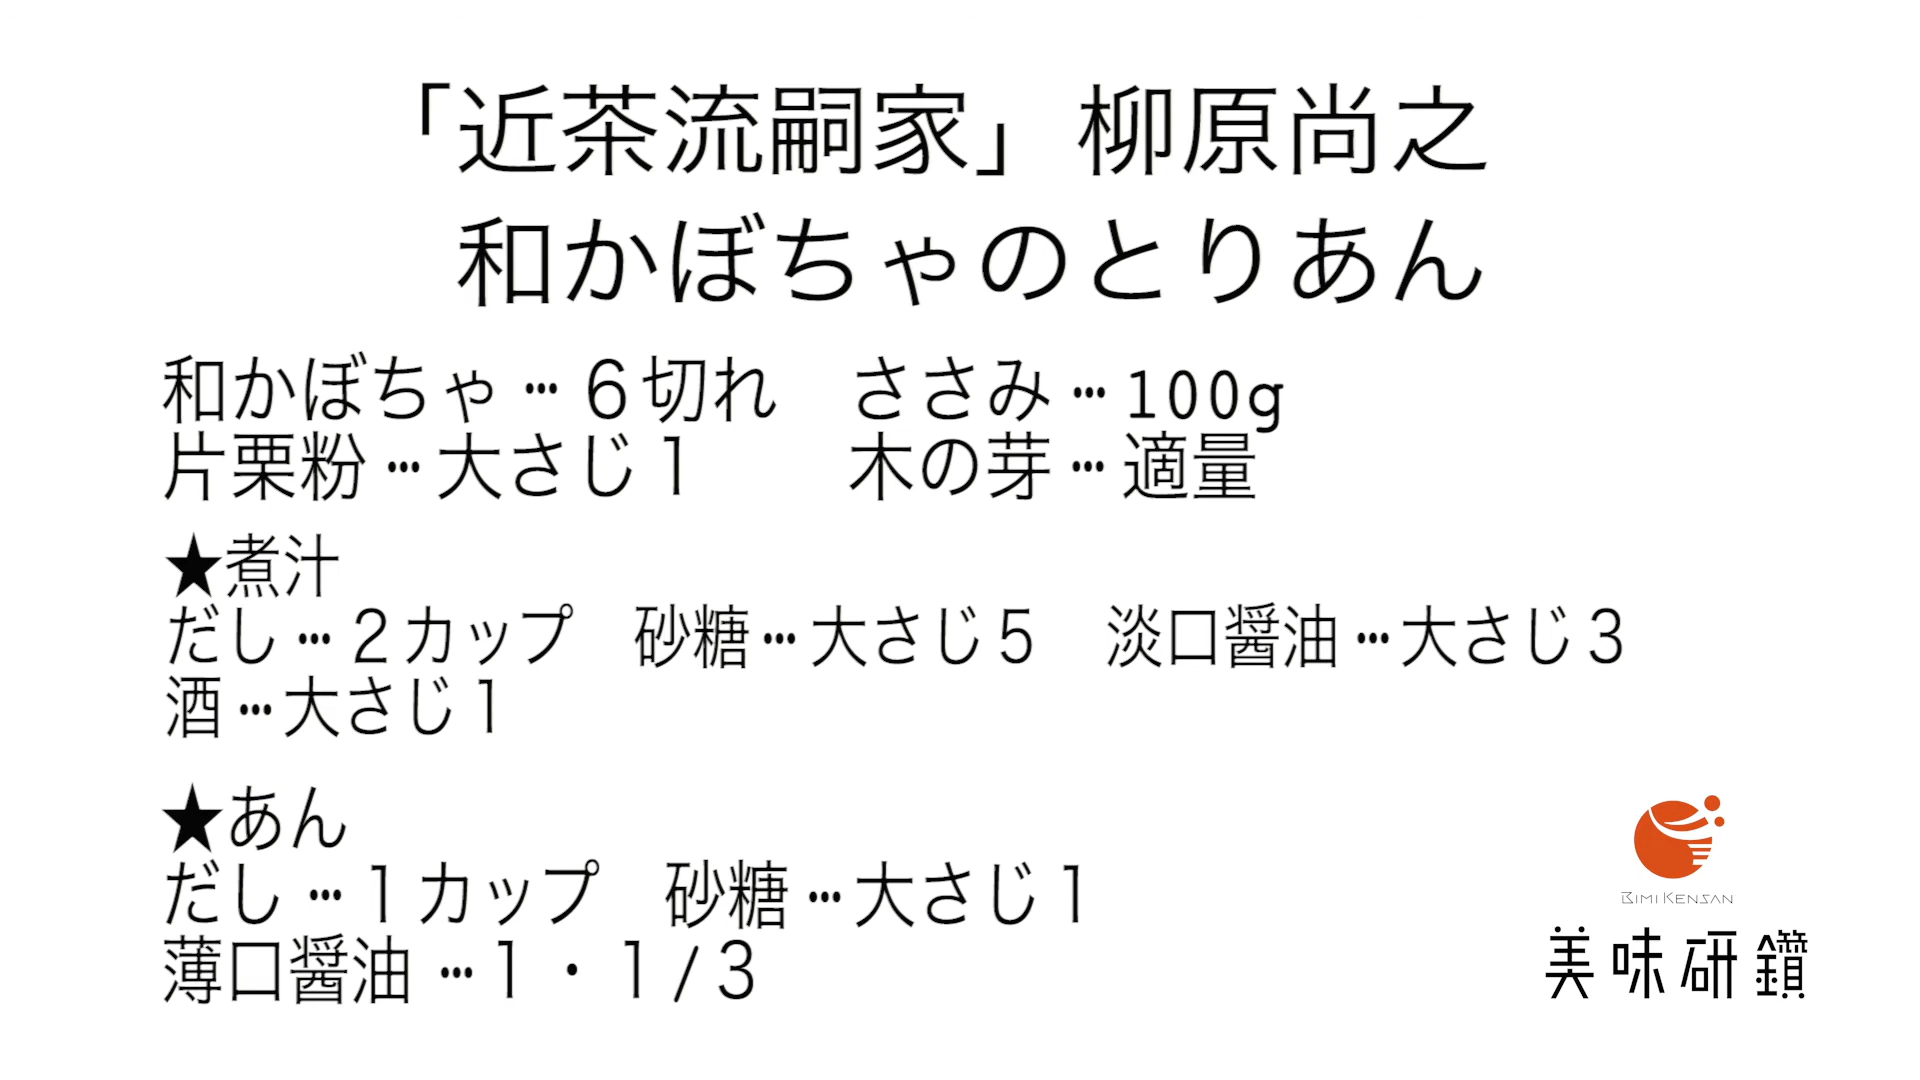 「近茶流嗣家」柳原尚之
和かぼちゃのとりあん
和かぼちゃ…６切れ　ささみ…100g
片栗粉…大さじ１　木の芽…適量
★煮汁
だし…２カップ　砂糖…大さじ５　淡口醤油…大さじ３
酒…大さじ１
★あん
だし…１カップ　砂糖…大さじ１
薄口醤油…１・１/３
BIMI KENSAN
美味研鑽